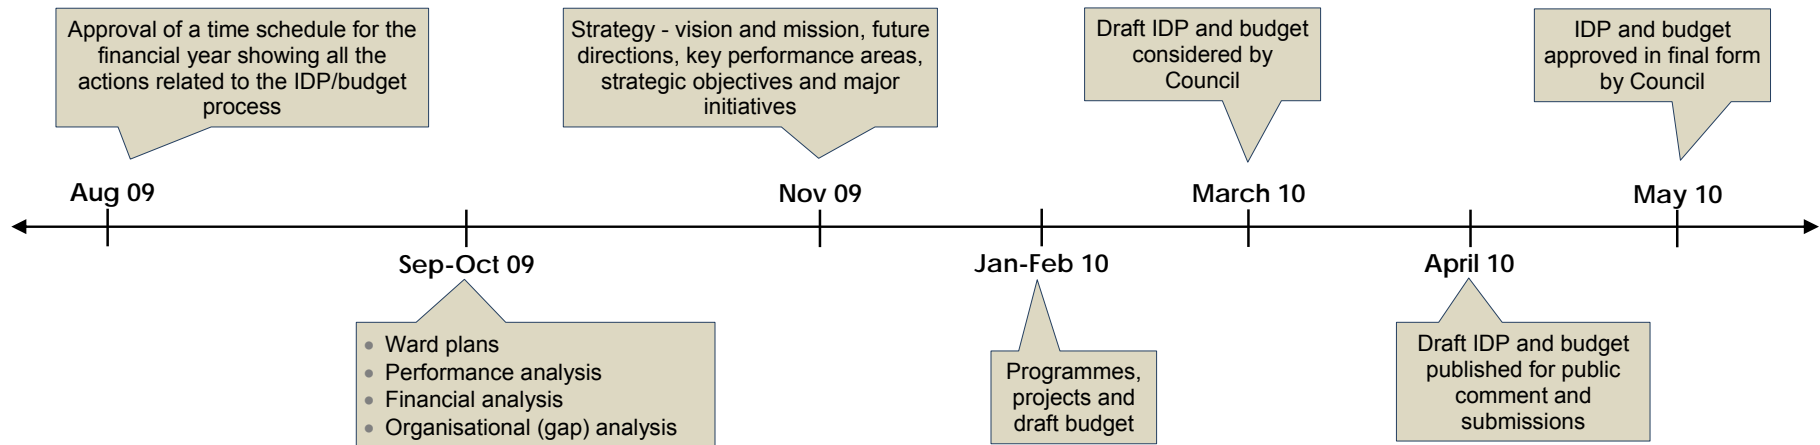 Approval of a time schedule for the
financial year showing all the
actions related to the IDP/budget
process
Strategy - vision and mission, future
directions, key performance areas,
strategic objectives and major
initiatives
Draft IDP and budget
considered by
Council
IDP and budget
approved in final form
by Council
Aug 09
Nov 09
March 10
May 10
Sep-Oct 09
Jan-Feb 10
April 10
• Ward plans
• Performance analysis
• Financial analysis
• Organisational (gap) analysis
Programmes,
projects and
draft budget
Draft IDP and budget
published for public
comment and
submissions